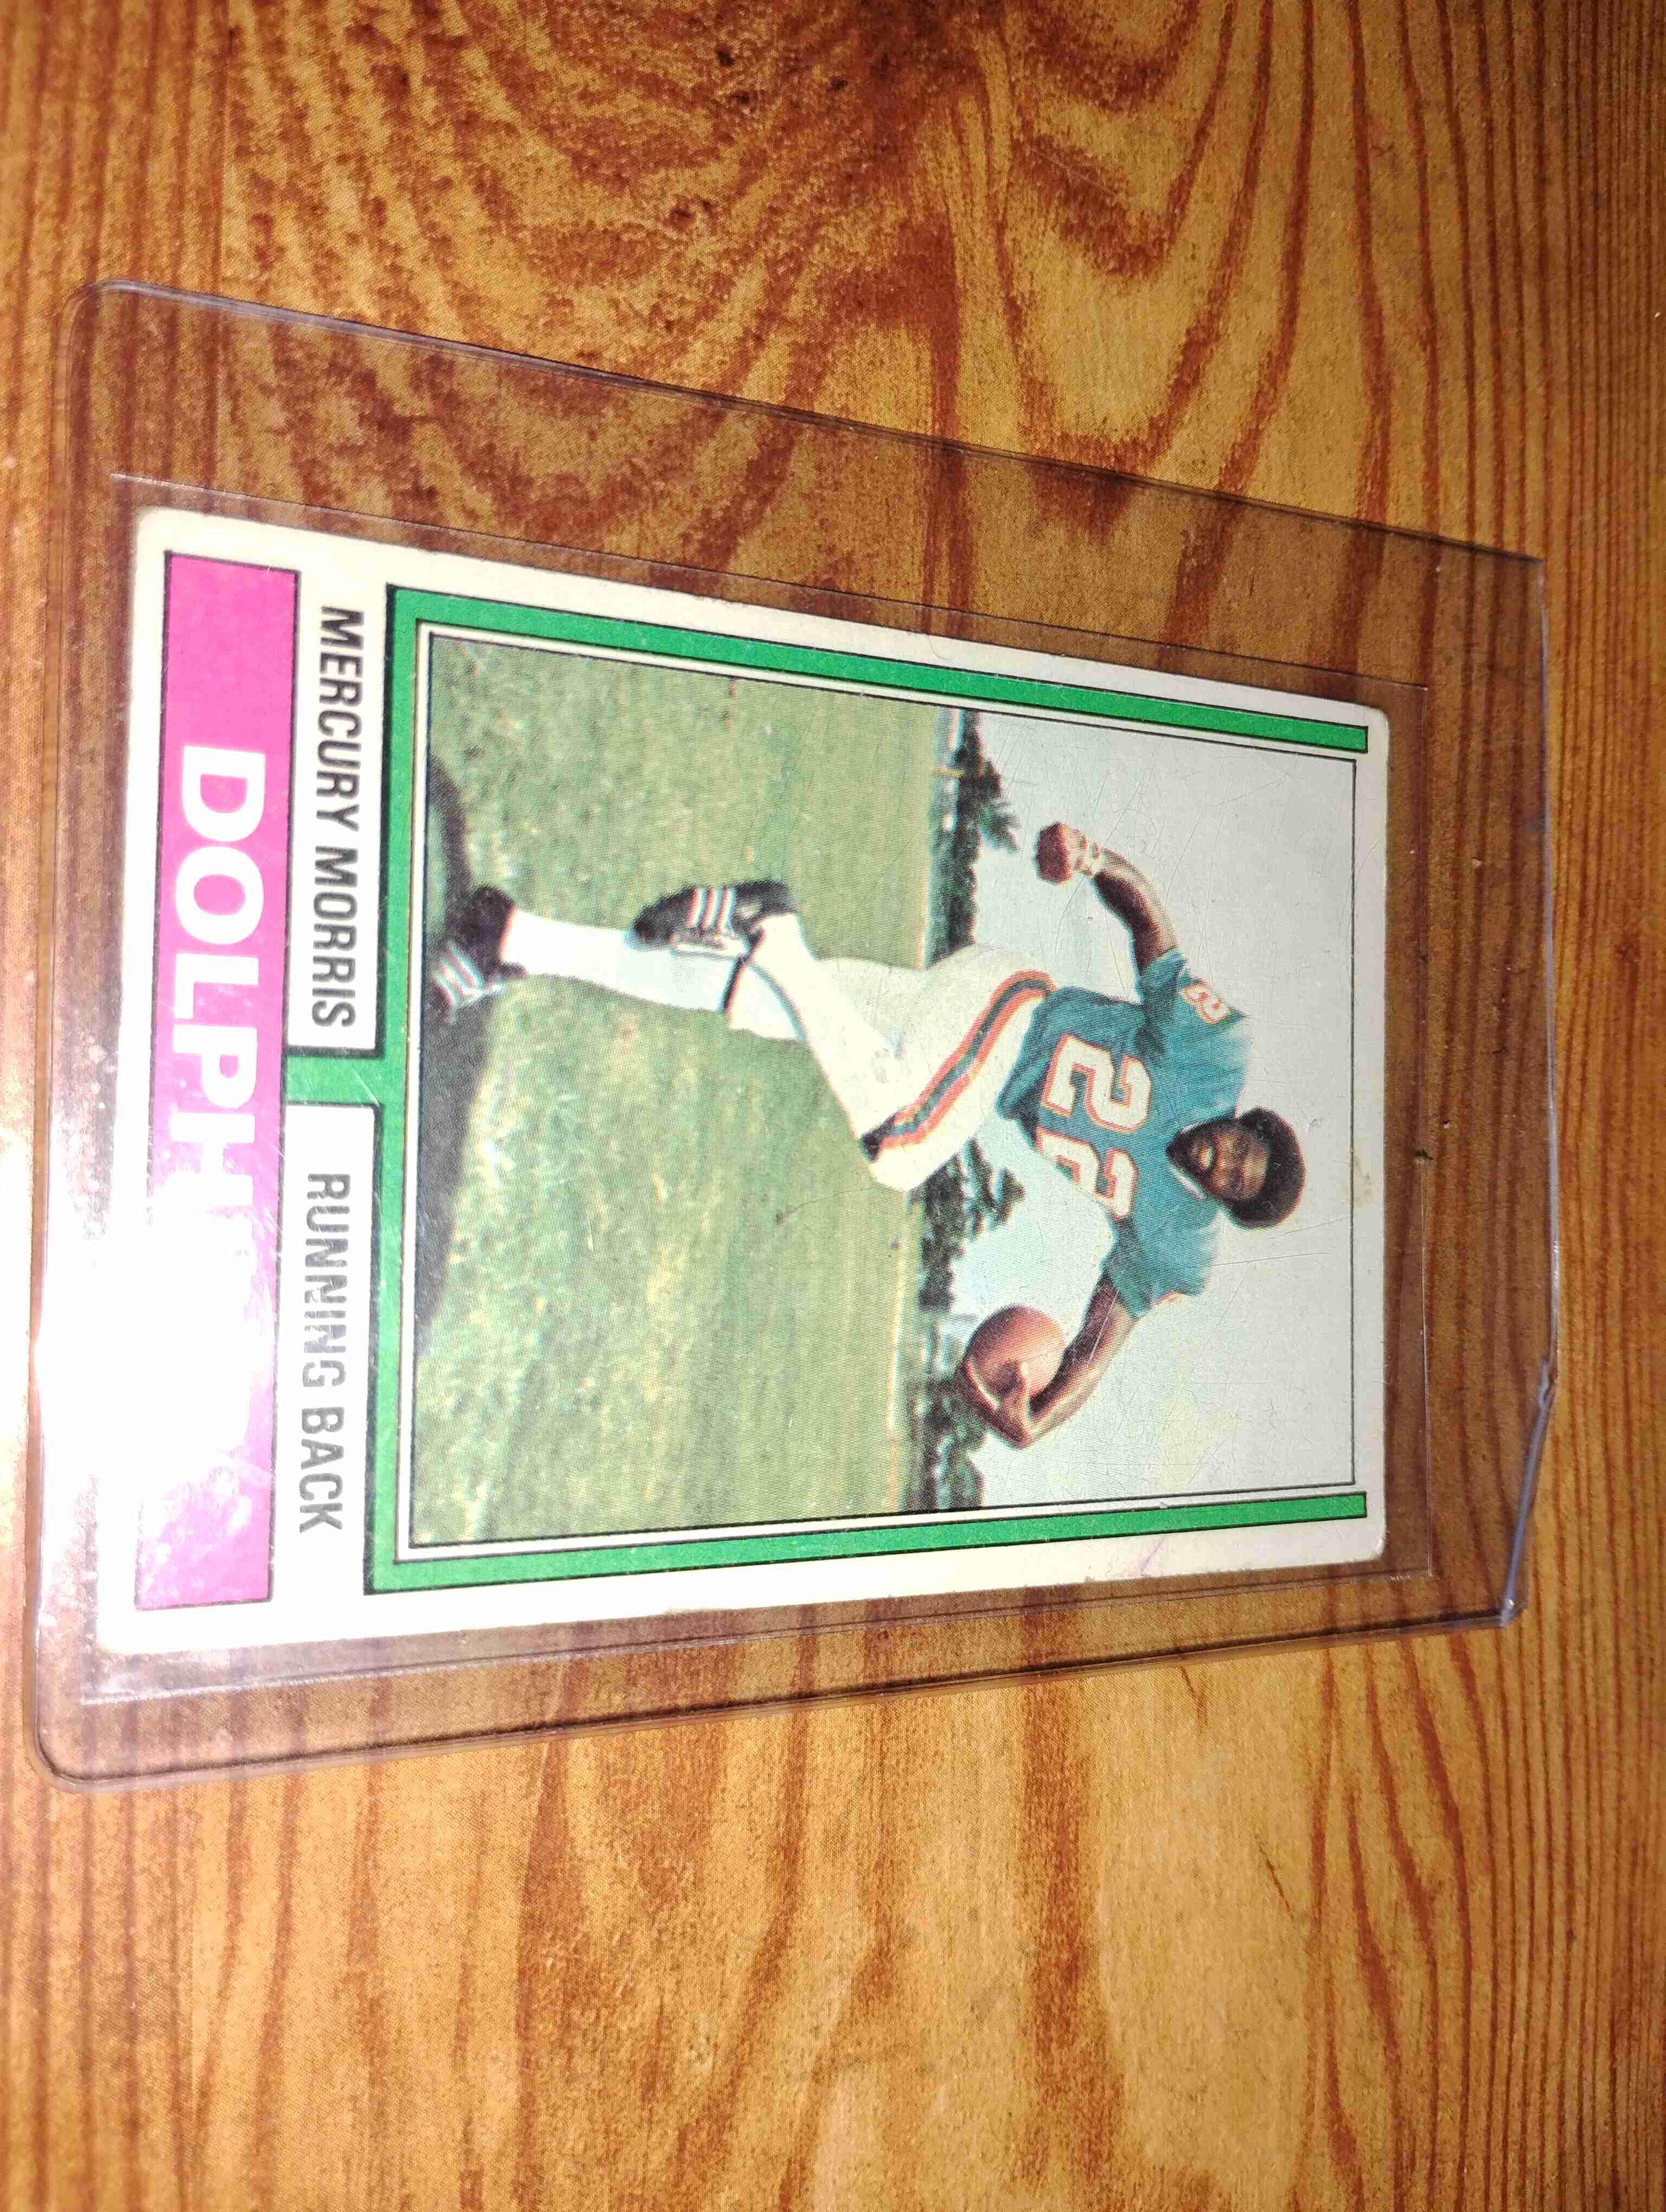 22
MERCURY MORRIS RUNNING BACK
DOLPH